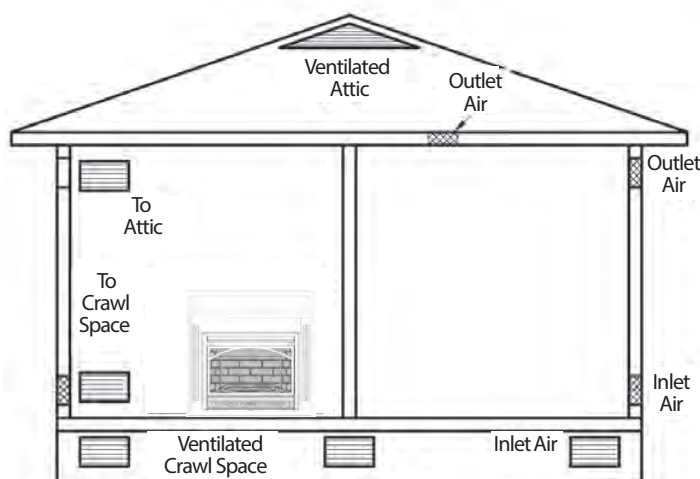 Ventilated
Attic
Outlet
Air
Outlet
Air
To
Attic
To
Crawl
Space
Inlet
Air
Ventilated
Crawl Space
Inlet Air